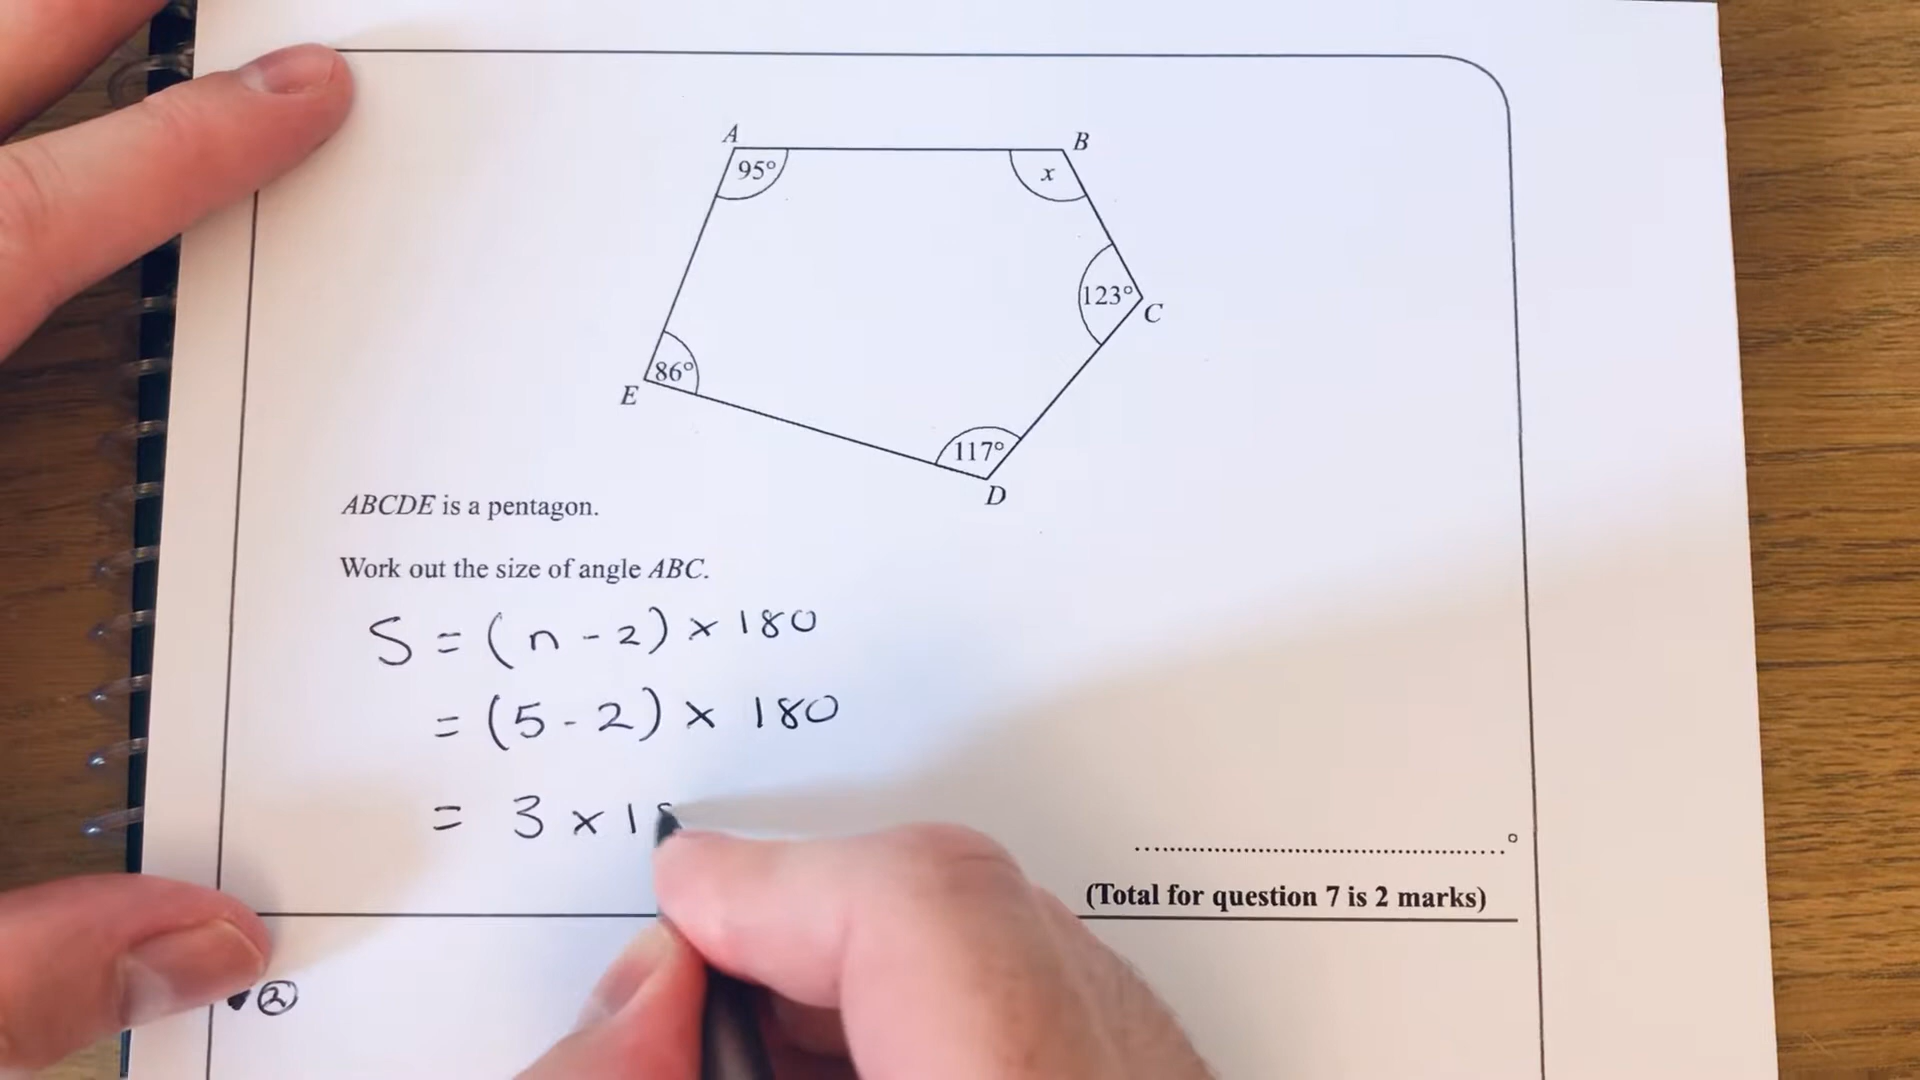 A
B
95°
x
123°
C
86°
E
117°
D
ABCDE is a pentagon.
Work out the size of angle ABC.
S = (n - 2) × 180
= (5 - 2) × 180
= 3 × 1
°
(Total for question 7 is 2 marks)
②